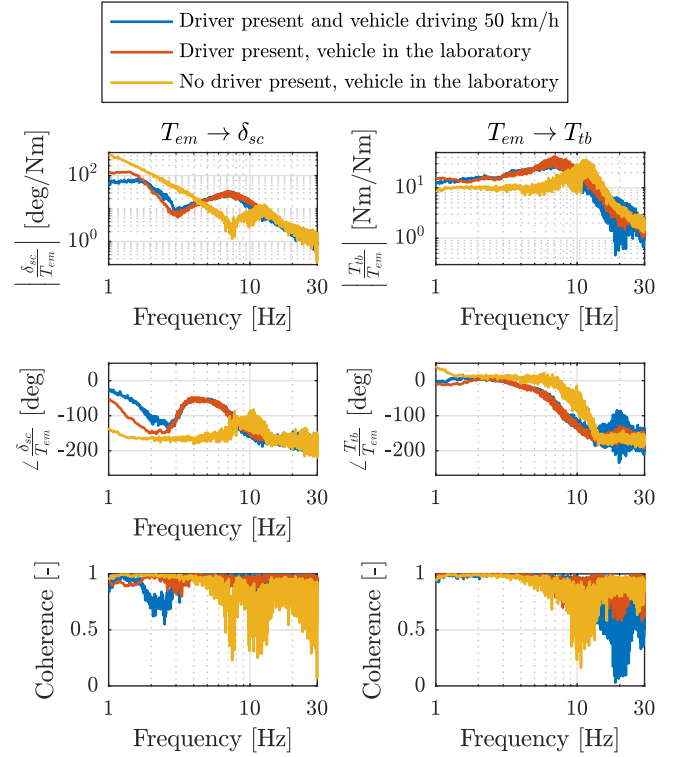 Driver present and vehicle driving 50 km/h
Driver present, vehicle in the laboratory
No driver present, vehicle in the laboratory
T_em → δ_sc
T_em → T_tb
|δ_sc/T_em| [deg/Nm]
10^2
10^0
1
10
30
Frequency [Hz]
|T_tb/T_em| [Nm/Nm]
10^1
10^0
1
10
30
Frequency [Hz]
∠ δ_sc/T_em [deg]
0
-100
-200
1
10
30
Frequency [Hz]
∠ T_tb/T_em [deg]
0
-100
-200
1
10
30
Frequency [Hz]
Coherence [-]
1
0.5
0
1
10
30
Frequency [Hz]
Coherence [-]
1
0.5
0
1
10
30
Frequency [Hz]